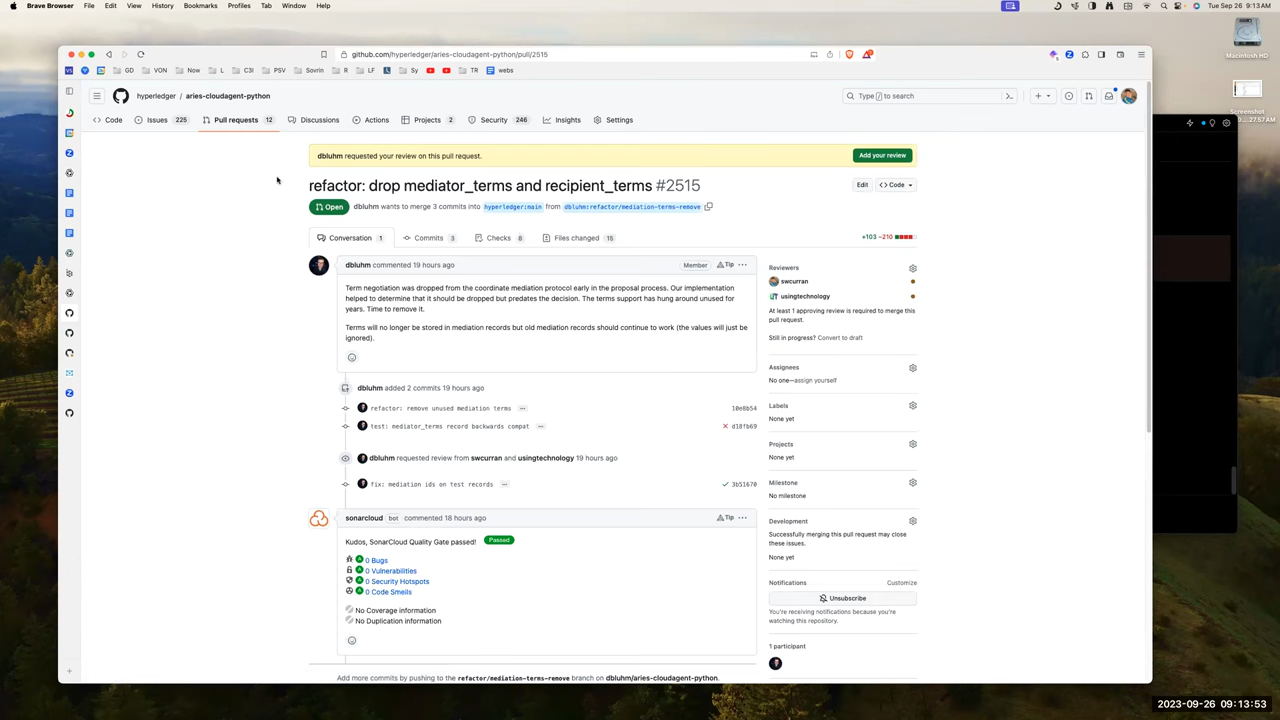 Brave Browser File Edit View History Bookmarks Profiles Tab Window Help
Tue Sep 26 9:13 AM
Macintosh HD
github.com/hyperledger/aries-cloudagent-python/pull/2515
GD VON Now L C3I PSV Sovrin R LF Sy TR webs
hyperledger / aries-cloudagent-python
Type / to search
Screenshot
Code Issues 225 Pull requests 12 Discussions Actions Projects 2 Security 246 Insights Settings
dbluhm requested your review on this pull request.
Add your review
refactor: drop mediator_terms and recipient_terms #2515
Edit <> Code
Open dbluhm wants to merge 3 commits into hyperledger:main from dbluhm:refactor/mediation-terms-remove
Conversation 1 Commits 3 Checks 8 Files changed 15
+103 −210
dbluhm commented 19 hours ago
Member Tip
Term negotiation was dropped from the coordinate mediation protocol early in the proposal process. Our implementation
helped to determine that it should be dropped but predates the decision. The terms support has hung around unused for
years. Time to remove it.
Terms will no longer be stored in mediation records but old mediation records should continue to work (the values will just be
ignored).
dbluhm added 2 commits 19 hours ago
refactor: remove unused mediation terms
10e8b54
test: mediator_terms record backwards compat
d18fb69
dbluhm requested review from swcurran and usingtechnology 19 hours ago
fix: mediation ids on test records
3b51670
sonarcloud bot commented 18 hours ago
Tip
Kudos, SonarCloud Quality Gate passed! Passed
A 0 Bugs
A 0 Vulnerabilities
A 0 Security Hotspots
A 0 Code Smells
No Coverage information
No Duplication information
Add more commits by pushing to the refactor/mediation-terms-remove branch on dbluhm/aries-cloudagent-python.
Reviewers
swcurran
usingtechnology
At least 1 approving review is required to merge this
pull request.
Still in progress? Convert to draft
Assignees
No one—assign yourself
Labels
None yet
Projects
None yet
Milestone
No milestone
Development
Successfully merging this pull request may close
these issues.
None yet
Notifications
Customize
Unsubscribe
You're receiving notifications because you're
watching this repository.
1 participant
2023-09-26 09:13:53